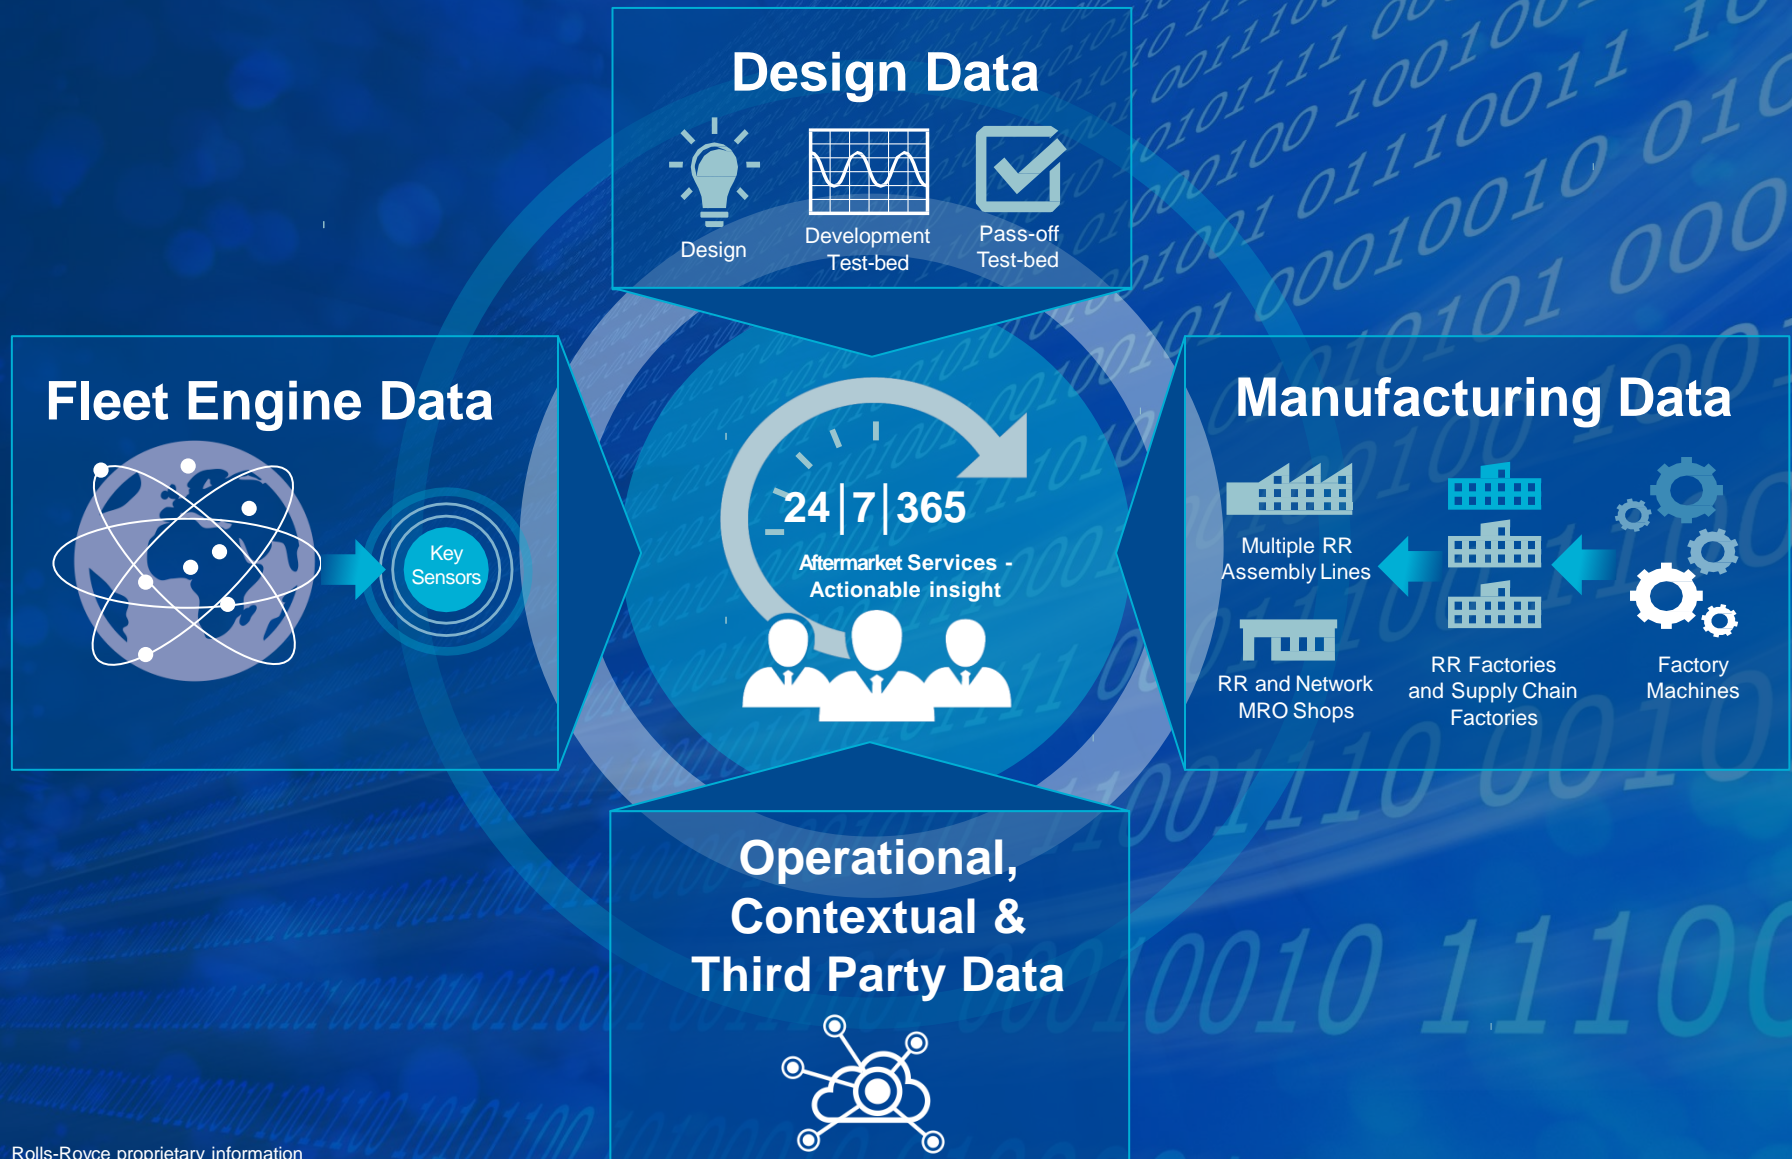 Design Data
Design
Development
Test-bed
Pass-off
Test-bed
Fleet Engine Data
Key
Sensors
24|7|365
Aftermarket Services -
Actionable insight
Manufacturing Data
Multiple RR
Assembly Lines
RR and Network
MRO Shops
RR Factories
and Supply Chain
Factories
Factory
Machines
Operational,
Contextual &
Third Party Data
Rolls-Royce proprietary information